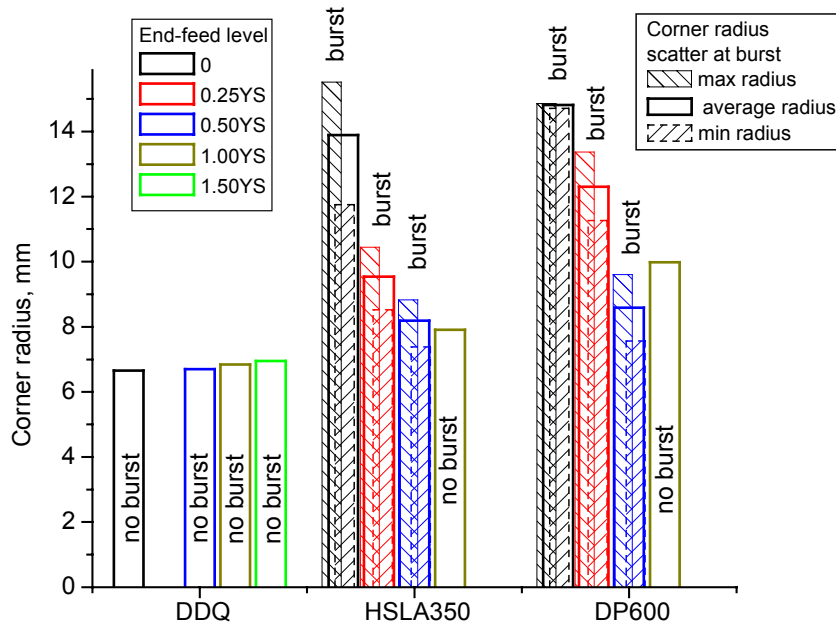 End-feed level
0
0.25YS
0.50YS
1.00YS
1.50YS
Corner radius
scatter at burst
max radius
average radius
min radius
burst
burst
burst
burst
burst
burst
14
12
10
8
6
4
2
0
Corner radius, mm
no burst
no burst
no burst
no burst
no burst
no burst
DDQ
HSLA350
DP600